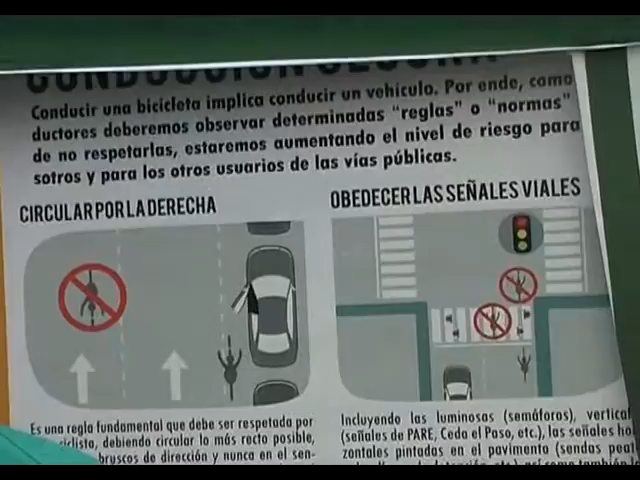 CONDUCCIÓN SEGURA
Conducir una bicicleta implica conducir un vehículo. Por ende, como
ductores deberemos observar determinadas "reglas" o "normas"
de no respetarlas, estaremos aumentando el nivel de riesgo para
sotros y para los otros usuarios de las vías públicas.
CIRCULAR POR LA DERECHA
Es una regla fundamental que debe ser respetada por
ciclista, debiendo circular lo más recto posible,
bruscos de dirección y nunca en el sen-
OBEDECER LAS SEÑALES VIALES
Incluyendo las luminosas (semáforos), vertical
(señales de PARE, Ceda el Paso, etc.), las señales ho
zontales pintadas en el pavimento (sendas peat